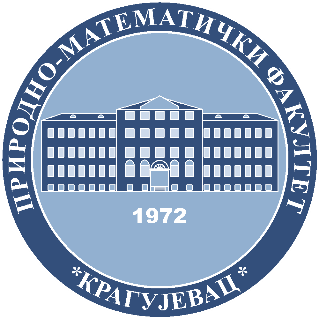 ПРИРОДНО-МАТЕМАТИЧКИ ФАКУЛТЕТ
1972
*КРАГУЈЕВАЦ*